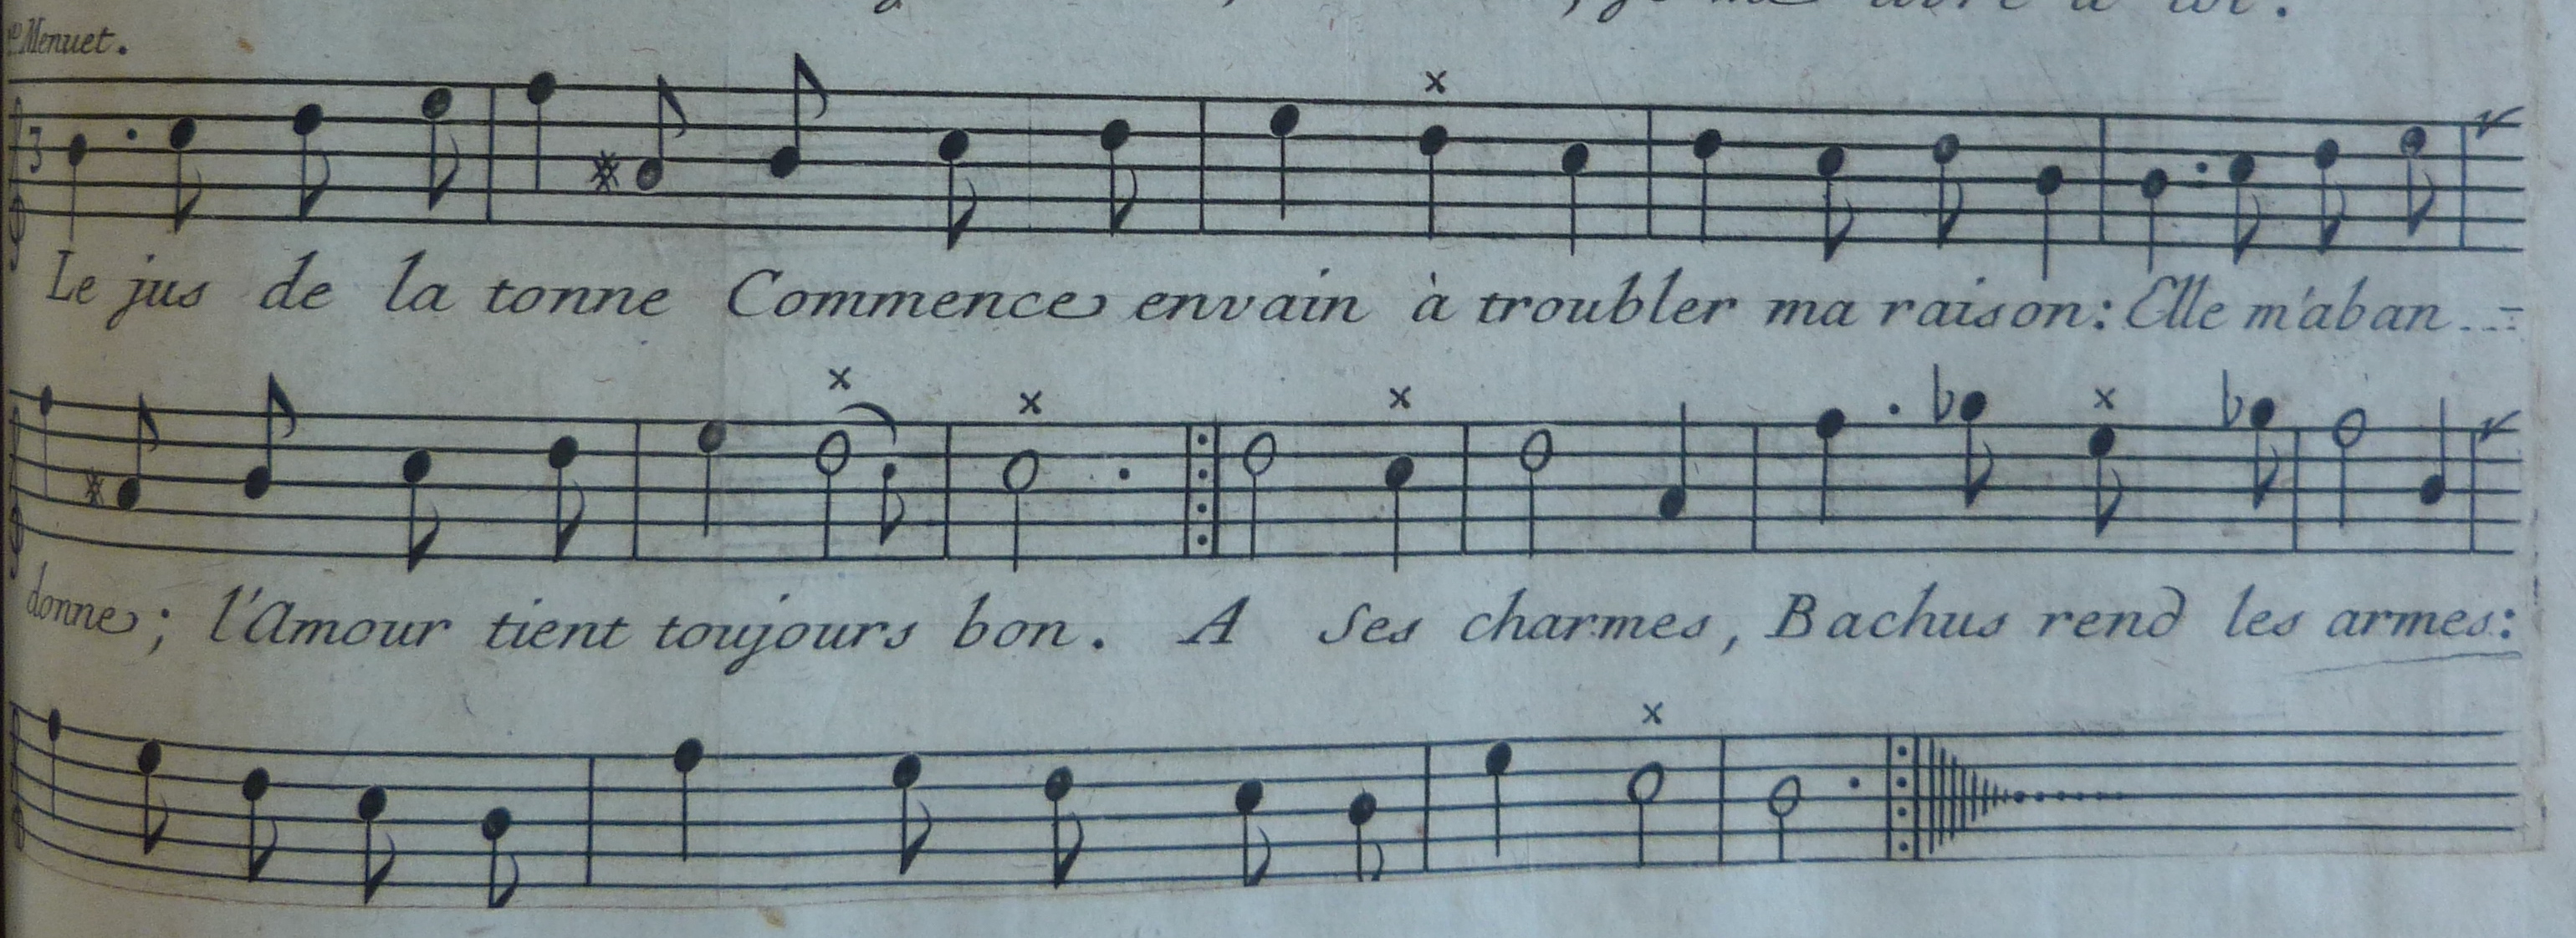 Menuet.
3
Le jus de la tonne Commence envain à troubler ma raison: Elle m'aban
donne; l'Amour tient toujours bon. A ses charmes, Bachus rend les armes: